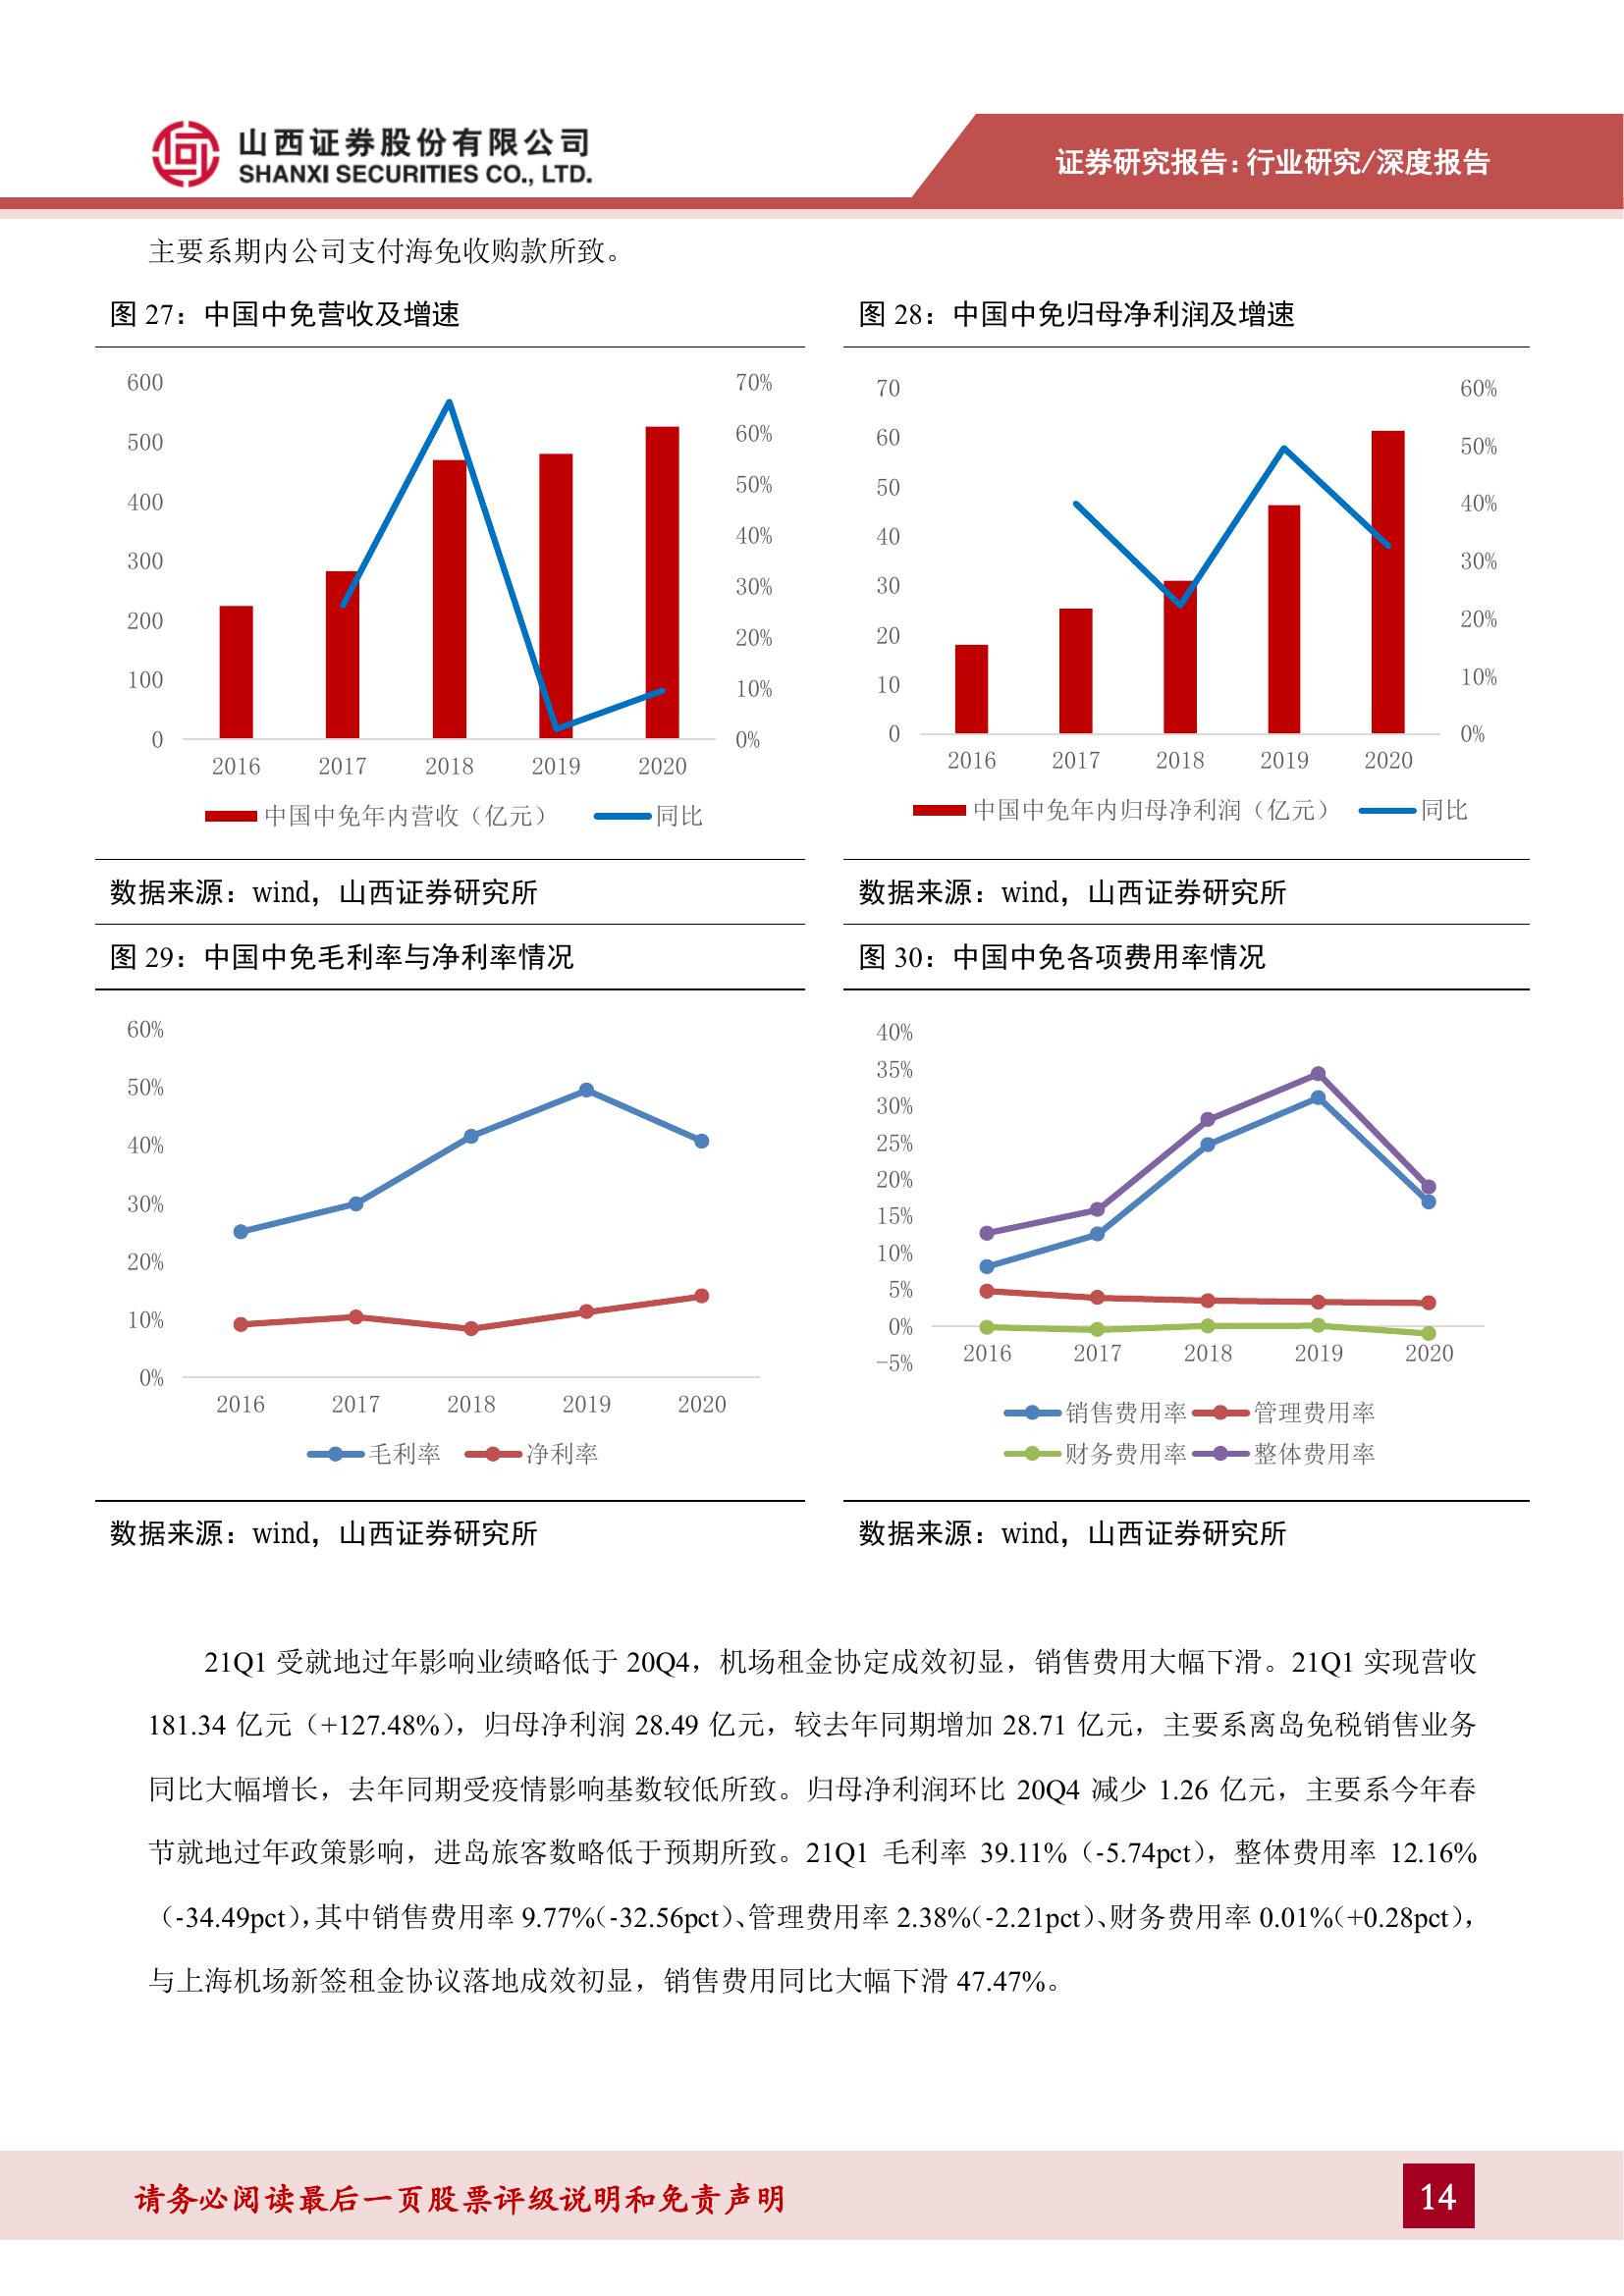 山西证券股份有限公司
SHANXI SECURITIES CO., LTD.
证券研究报告：行业研究/深度报告
主要系期内公司支付海免收购款所致。
图 27：中国中免营收及增速
600
500
400
300
200
100
0
70%
60%
50%
40%
30%
20%
10%
0%
2016 2017 2018 2019 2020
中国中免年内营收（亿元） 同比
数据来源：wind，山西证券研究所
图 28：中国中免归母净利润及增速
70
60
50
40
30
20
10
0
60%
50%
40%
30%
20%
10%
0%
2016 2017 2018 2019 2020
中国中免年内归母净利润（亿元） 同比
数据来源：wind，山西证券研究所
图 29：中国中免毛利率与净利率情况
60%
50%
40%
30%
20%
10%
0%
2016 2017 2018 2019 2020
毛利率 净利率
数据来源：wind，山西证券研究所
图 30：中国中免各项费用率情况
40%
35%
30%
25%
20%
15%
10%
5%
0%
-5%
2016 2017 2018 2019 2020
销售费用率 管理费用率
财务费用率 整体费用率
数据来源：wind，山西证券研究所
21Q1 受就地过年影响业绩略低于 20Q4，机场租金协定成效初显，销售费用大幅下滑。21Q1 实现营收
181.34 亿元（+127.48%），归母净利润 28.49 亿元，较去年同期增加 28.71 亿元，主要系离岛免税销售业务
同比大幅增长，去年同期受疫情影响基数较低所致。归母净利润环比 20Q4 减少 1.26 亿元，主要系今年春
节就地过年政策影响，进岛旅客数略低于预期所致。21Q1 毛利率 39.11%（-5.74pct），整体费用率 12.16%
（-34.49pct），其中销售费用率 9.77%（-32.56pct）、管理费用率 2.38%（-2.21pct）、财务费用率 0.01%（+0.28pct），
与上海机场新签租金协议落地成效初显，销售费用同比大幅下滑 47.47%。
请务必阅读最后一页股票评级说明和免责声明
14